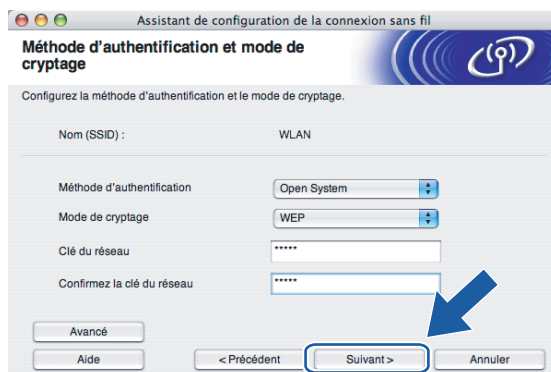 Assistant de configuration de la connexion sans fil
Méthode d'authentification et mode de
cryptage
Configurez la méthode d'authentification et le mode de cryptage.
Nom (SSID) : WLAN
Méthode d'authentification Open System
Mode de cryptage WEP
Clé du réseau *****
Confirmez la clé du réseau *****
Avancé
Aide < Précédent Suivant > Annuler